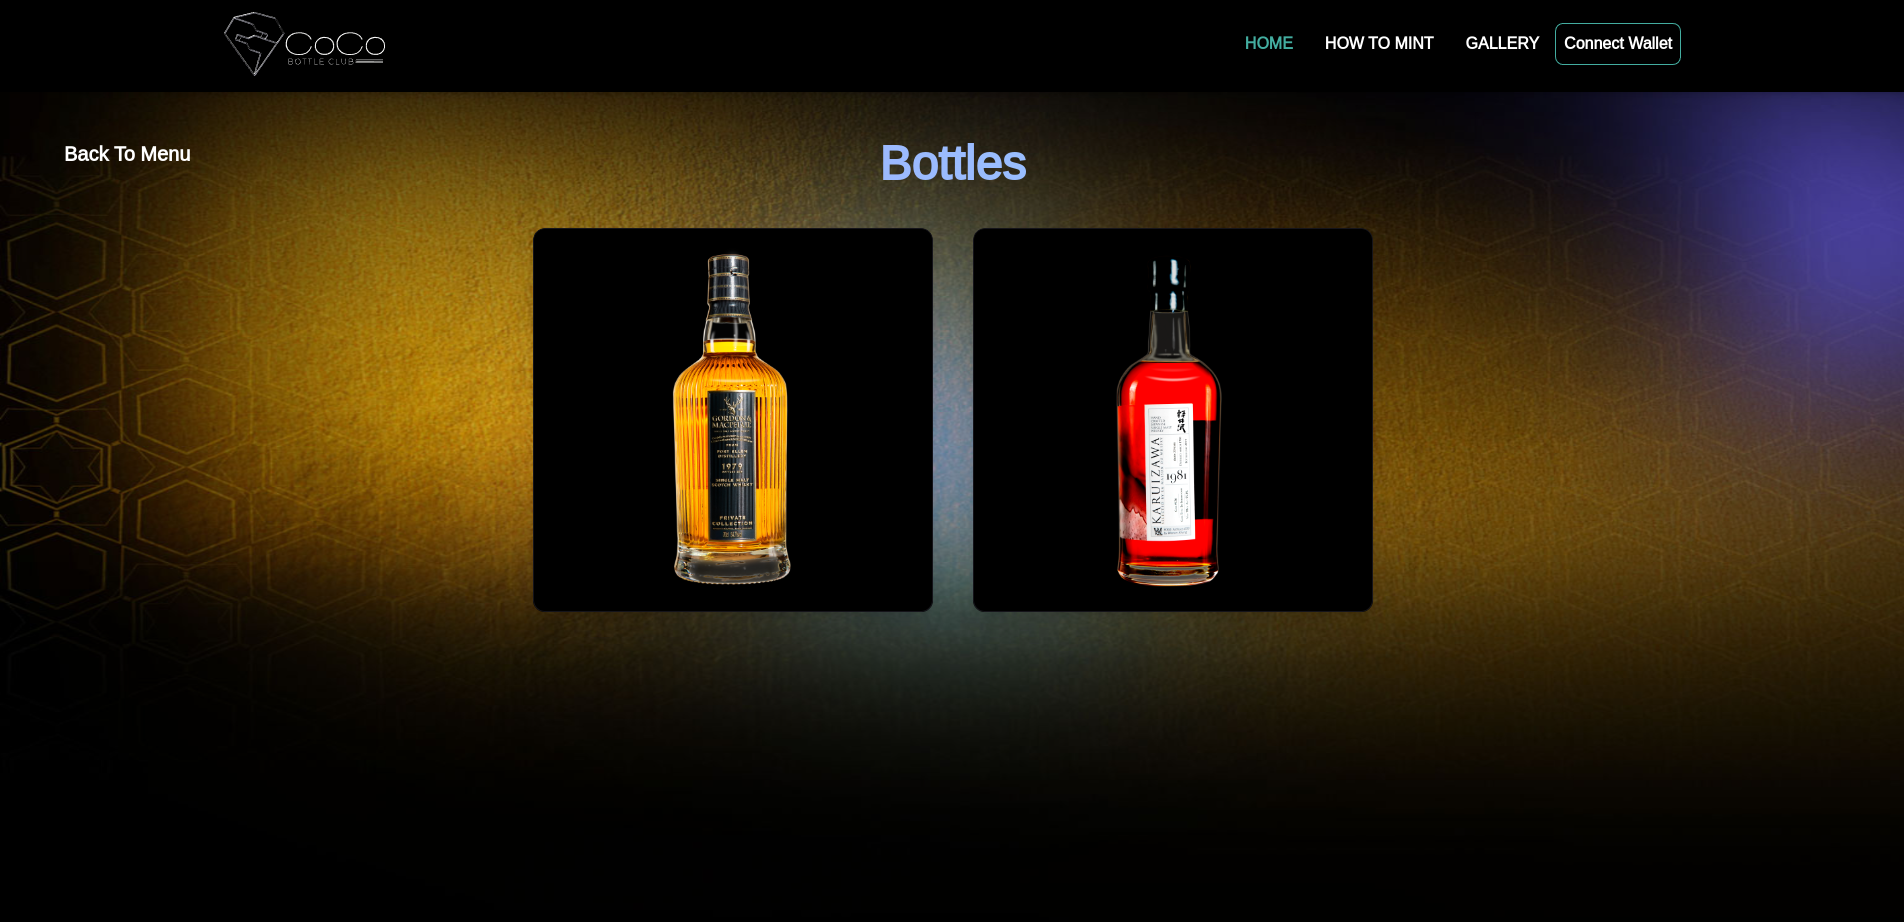 CoCo
BOTTLE CLUB
HOME
HOW TO MINT
GALLERY
Connect Wallet
Back To Menu
Bottles
GORDON &
MACPHAIL
FROM
PORT ELLEN
DISTILLERY
1979
SINGLE MALT
SCOTCH WHISKY
PRIVATE
COLLECTION
軽井沢
KARUIZAWA
1981